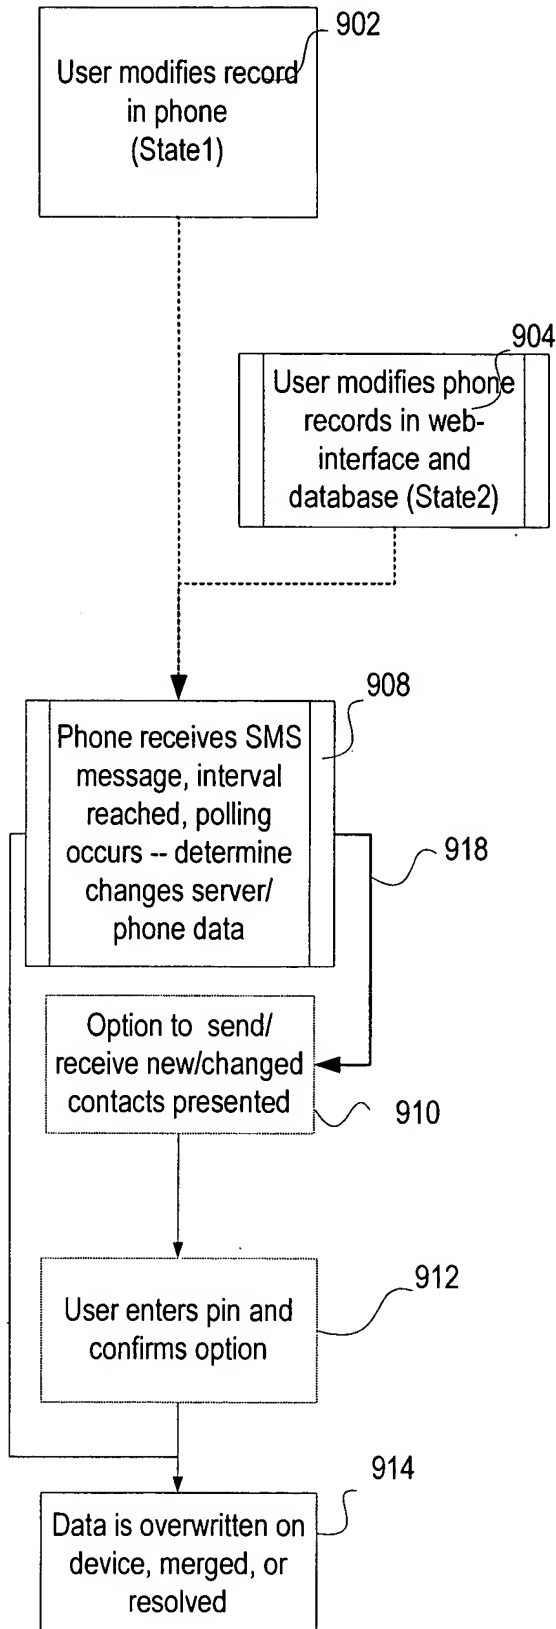 902
User modifies record
in phone
(State1)
904
User modifies phone
records in web-
interface and
database (State2)
908
Phone receives SMS
message, interval
reached, polling
occurs -- determine
changes server/
phone data
918
Option to send/
receive new/changed
contacts presented
910
912
User enters pin and
confirms option
914
Data is overwritten on
device, merged, or
resolved